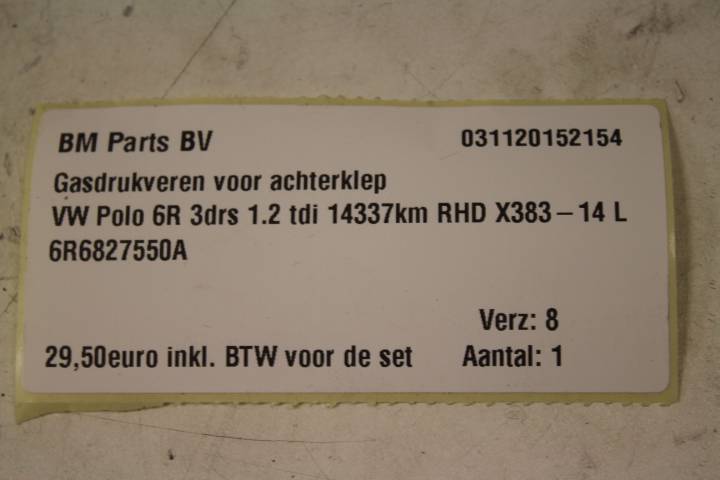 BM Parts BV 031120152154
Gasdrukveren voor achterklep
VW Polo 6R 3drs 1.2 tdi 14337km RHD X383-14 L
6R6827550A
Verz: 8
29,50euro inkl. BTW voor de set Aantal: 1